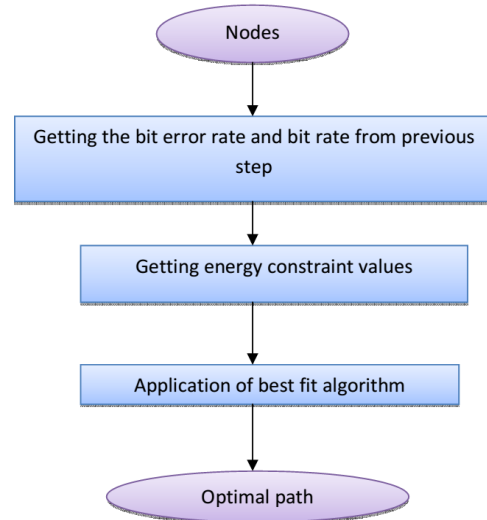 Nodes
Getting the bit error rate and bit rate from previous
step
Getting energy constraint values
Application of best fit algorithm
Optimal path